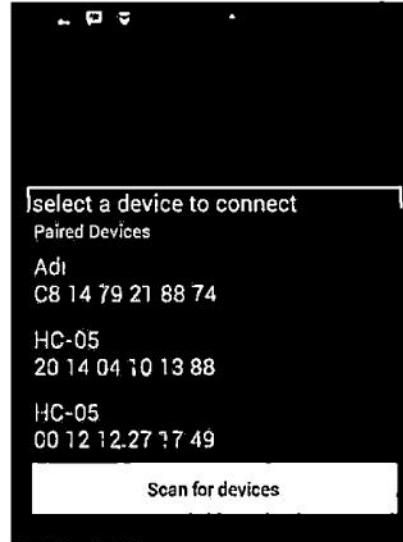 select a device to connect
Paired Devices
Adi
C8 14 79 21 88 74
HC-05
20 14 04 10 13 88
HC-05
00 12 12.27 17 49
Scan for devices